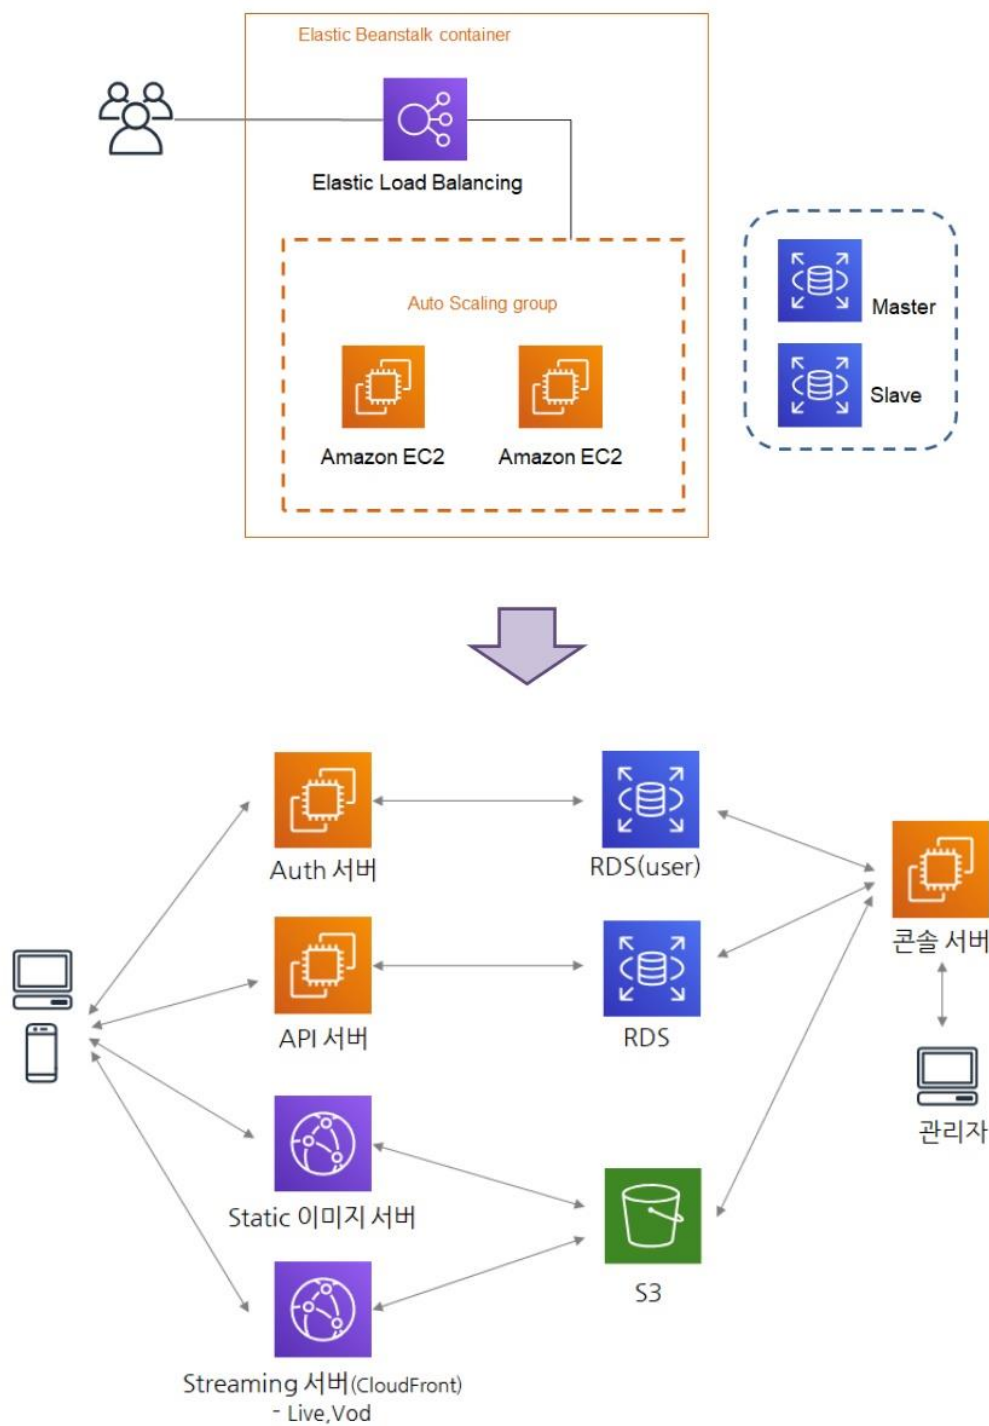 Elastic Beanstalk container
Elastic Load Balancing
Auto Scaling group
Amazon EC2
Amazon EC2
Master
Slave
Auth 서버
RDS(user)
콘솔 서버
API 서버
RDS
관리자
Static 이미지 서버
S3
Streaming 서버(CloudFront)
- Live,Vod